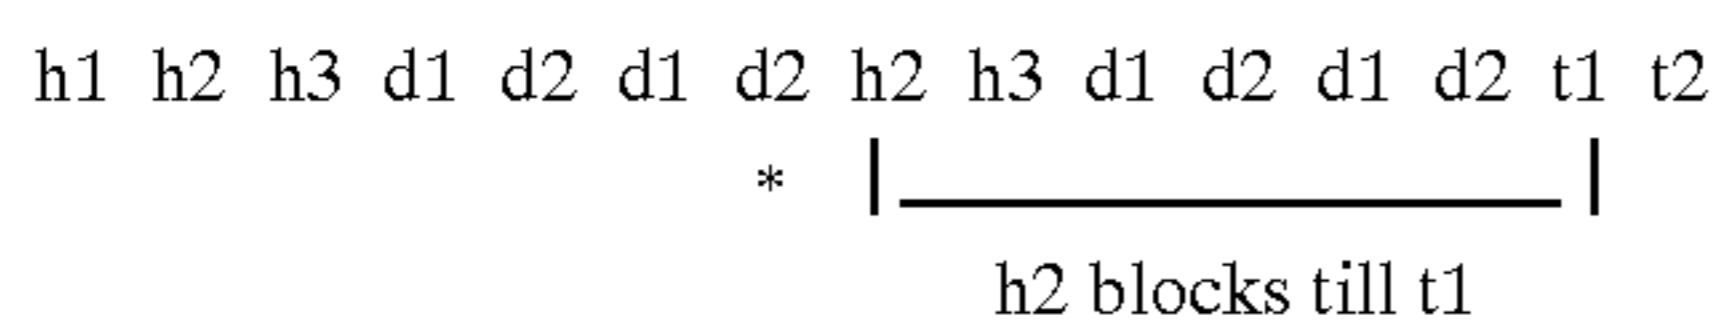 h1 h2 h3 d1 d2 d1 d2 h2 h3 d1 d2 d1 d2 t1 t2
*
h2 blocks till t1